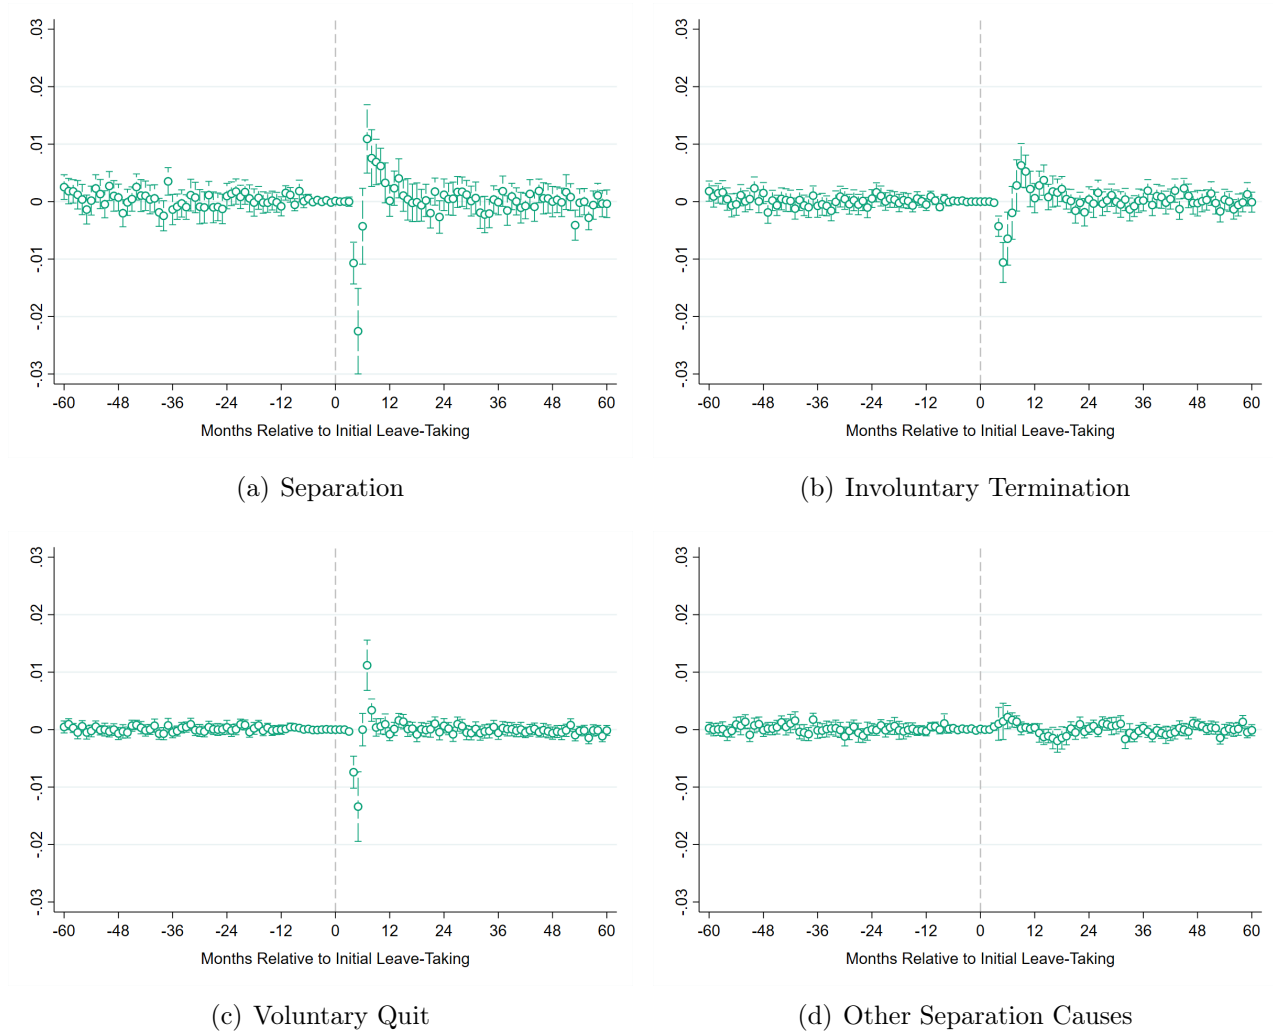 .03
.02
.01
0
-.01
-.02
-.03
-60 -48 -36 -24 -12 0 12 24 36 48 60
Months Relative to Initial Leave-Taking
(a) Separation
.03
.02
.01
0
-.01
-.02
-.03
-60 -48 -36 -24 -12 0 12 24 36 48 60
Months Relative to Initial Leave-Taking
(b) Involuntary Termination
.03
.02
.01
0
-.01
-.02
-.03
-60 -48 -36 -24 -12 0 12 24 36 48 60
Months Relative to Initial Leave-Taking
(c) Voluntary Quit
.03
.02
.01
0
-.01
-.02
-.03
-60 -48 -36 -24 -12 0 12 24 36 48 60
Months Relative to Initial Leave-Taking
(d) Other Separation Causes